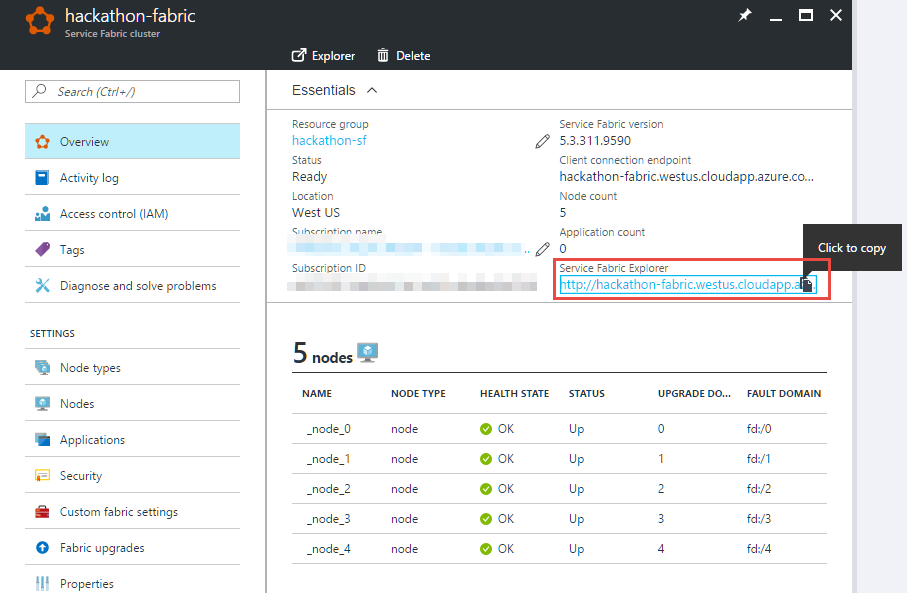 hackathon-fabric
Service Fabric cluster
Explorer
Delete
Search (Ctrl+/)
Overview
Activity log
Access control (IAM)
Tags
Diagnose and solve problems
SETTINGS
Node types
Nodes
Applications
Security
Custom fabric settings
Fabric upgrades
Properties
Essentials
Resource group
hackathon-sf
Status
Ready
Location
West US
Subscription name
..
Subscription ID
Service Fabric version
5.3.311.9590
Client connection endpoint
hackathon-fabric.westus.cloudapp.azure.co...
Node count
5
Application count
0
Service Fabric Explorer
http://hackathon-fabric.westus.cloudapp.a
Click to copy
5 nodes
NAME NODE TYPE HEALTH STATE STATUS UPGRADE DO... FAULT DOMAIN
_node_0 node OK Up 0 fd:/0
_node_1 node OK Up 1 fd:/1
_node_2 node OK Up 2 fd:/2
_node_3 node OK Up 3 fd:/3
_node_4 node OK Up 4 fd:/4